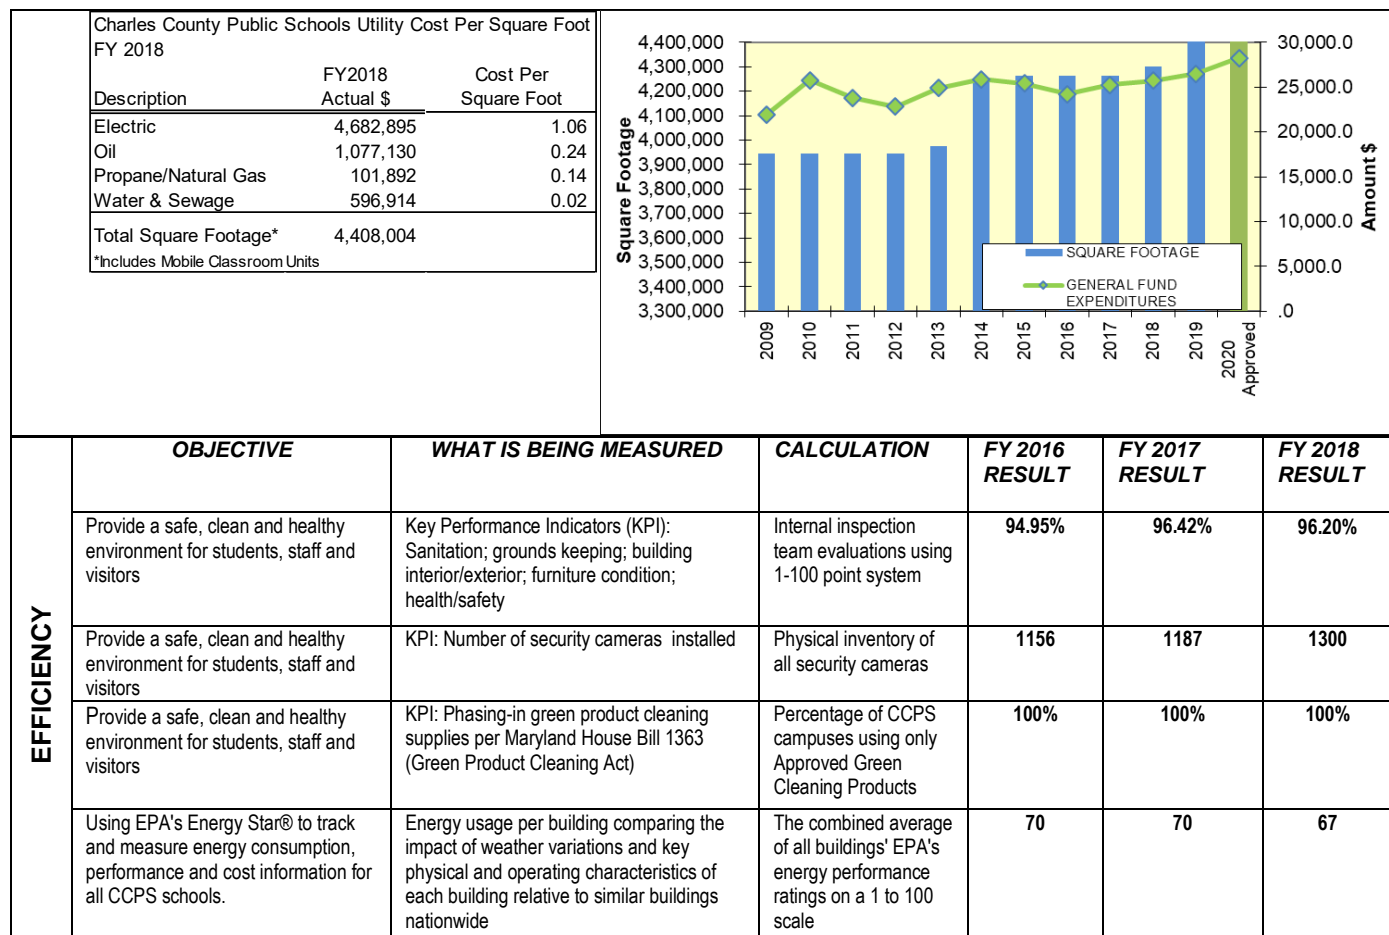 Charles County Public Schools Utility Cost Per Square Foot
FY 2018
FY2018 Cost Per
Description Actual $ Square Foot
Electric 4,682,895 1.06
Oil 1,077,130 0.24
Propane/Natural Gas 101,892 0.14
Water & Sewage 596,914 0.02
Total Square Footage* 4,408,004
*Includes Mobile Classroom Units
Square Footage
4,400,000
4,300,000
4,200,000
4,100,000
4,000,000
3,900,000
3,800,000
3,700,000
3,600,000
3,500,000
3,400,000
3,300,000
30,000.0
25,000.0
20,000.0
15,000.0
10,000.0
5,000.0
.0
Amount $
SQUARE FOOTAGE
GENERAL FUND
EXPENDITURES
2009
2010
2011
2012
2013
2014
2015
2016
2017
2018
2019
2020
Approved
EFFICIENCY
OBJECTIVE WHAT IS BEING MEASURED CALCULATION FY 2016 FY 2017 FY 2018
RESULT RESULT RESULT
Provide a safe, clean and healthy
environment for students, staff and
visitors
Key Performance Indicators (KPI):
Sanitation; grounds keeping; building
interior/exterior; furniture condition;
health/safety
Internal inspection
team evaluations using
1-100 point system
94.95% 96.42% 96.20%
Provide a safe, clean and healthy
environment for students, staff and
visitors
KPI: Number of security cameras installed
Physical inventory of
all security cameras
1156 1187 1300
Provide a safe, clean and healthy
environment for students, staff and
visitors
KPI: Phasing-in green product cleaning
supplies per Maryland House Bill 1363
(Green Product Cleaning Act)
Percentage of CCPS
campuses using only
Approved Green
Cleaning Products
100% 100% 100%
Using EPA's Energy Star® to track
and measure energy consumption,
performance and cost information for
all CCPS schools.
Energy usage per building comparing the
impact of weather variations and key
physical and operating characteristics of
each building relative to similar buildings
nationwide
The combined average
of all buildings' EPA's
energy performance
ratings on a 1 to 100
scale
70 70 67